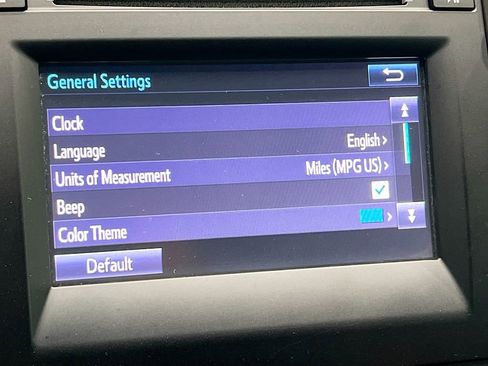 General Settings
Clock
Language English >
Units of Measurement Miles (MPG US) >
Beep
Color Theme >
Default